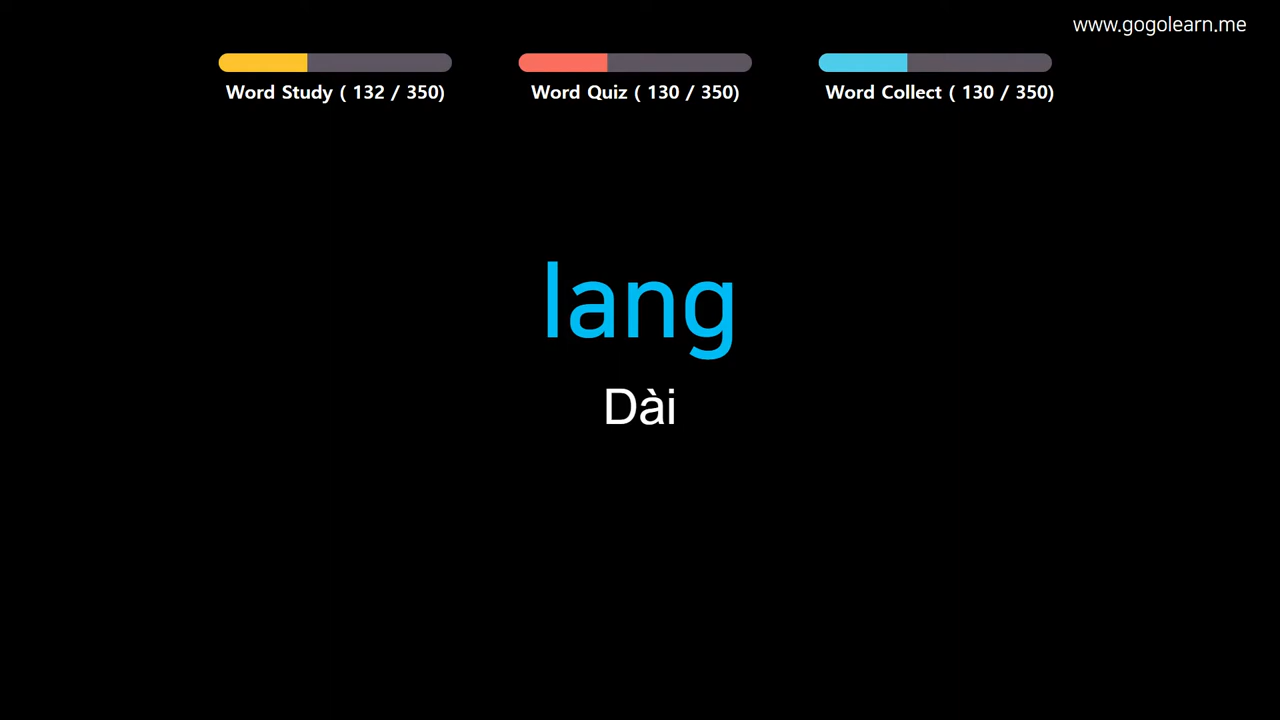 www.gogolearn.me
Word Study ( 132 / 350)
Word Quiz ( 130 / 350)
Word Collect ( 130 / 350)
lang
Dài